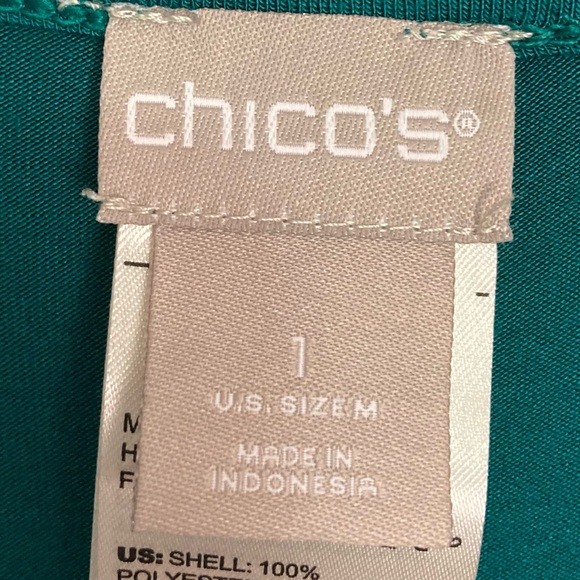 chico's®
1
U.S. SIZE M
MADE IN
INDONESIA
M
H
F
US: SHELL: 100%